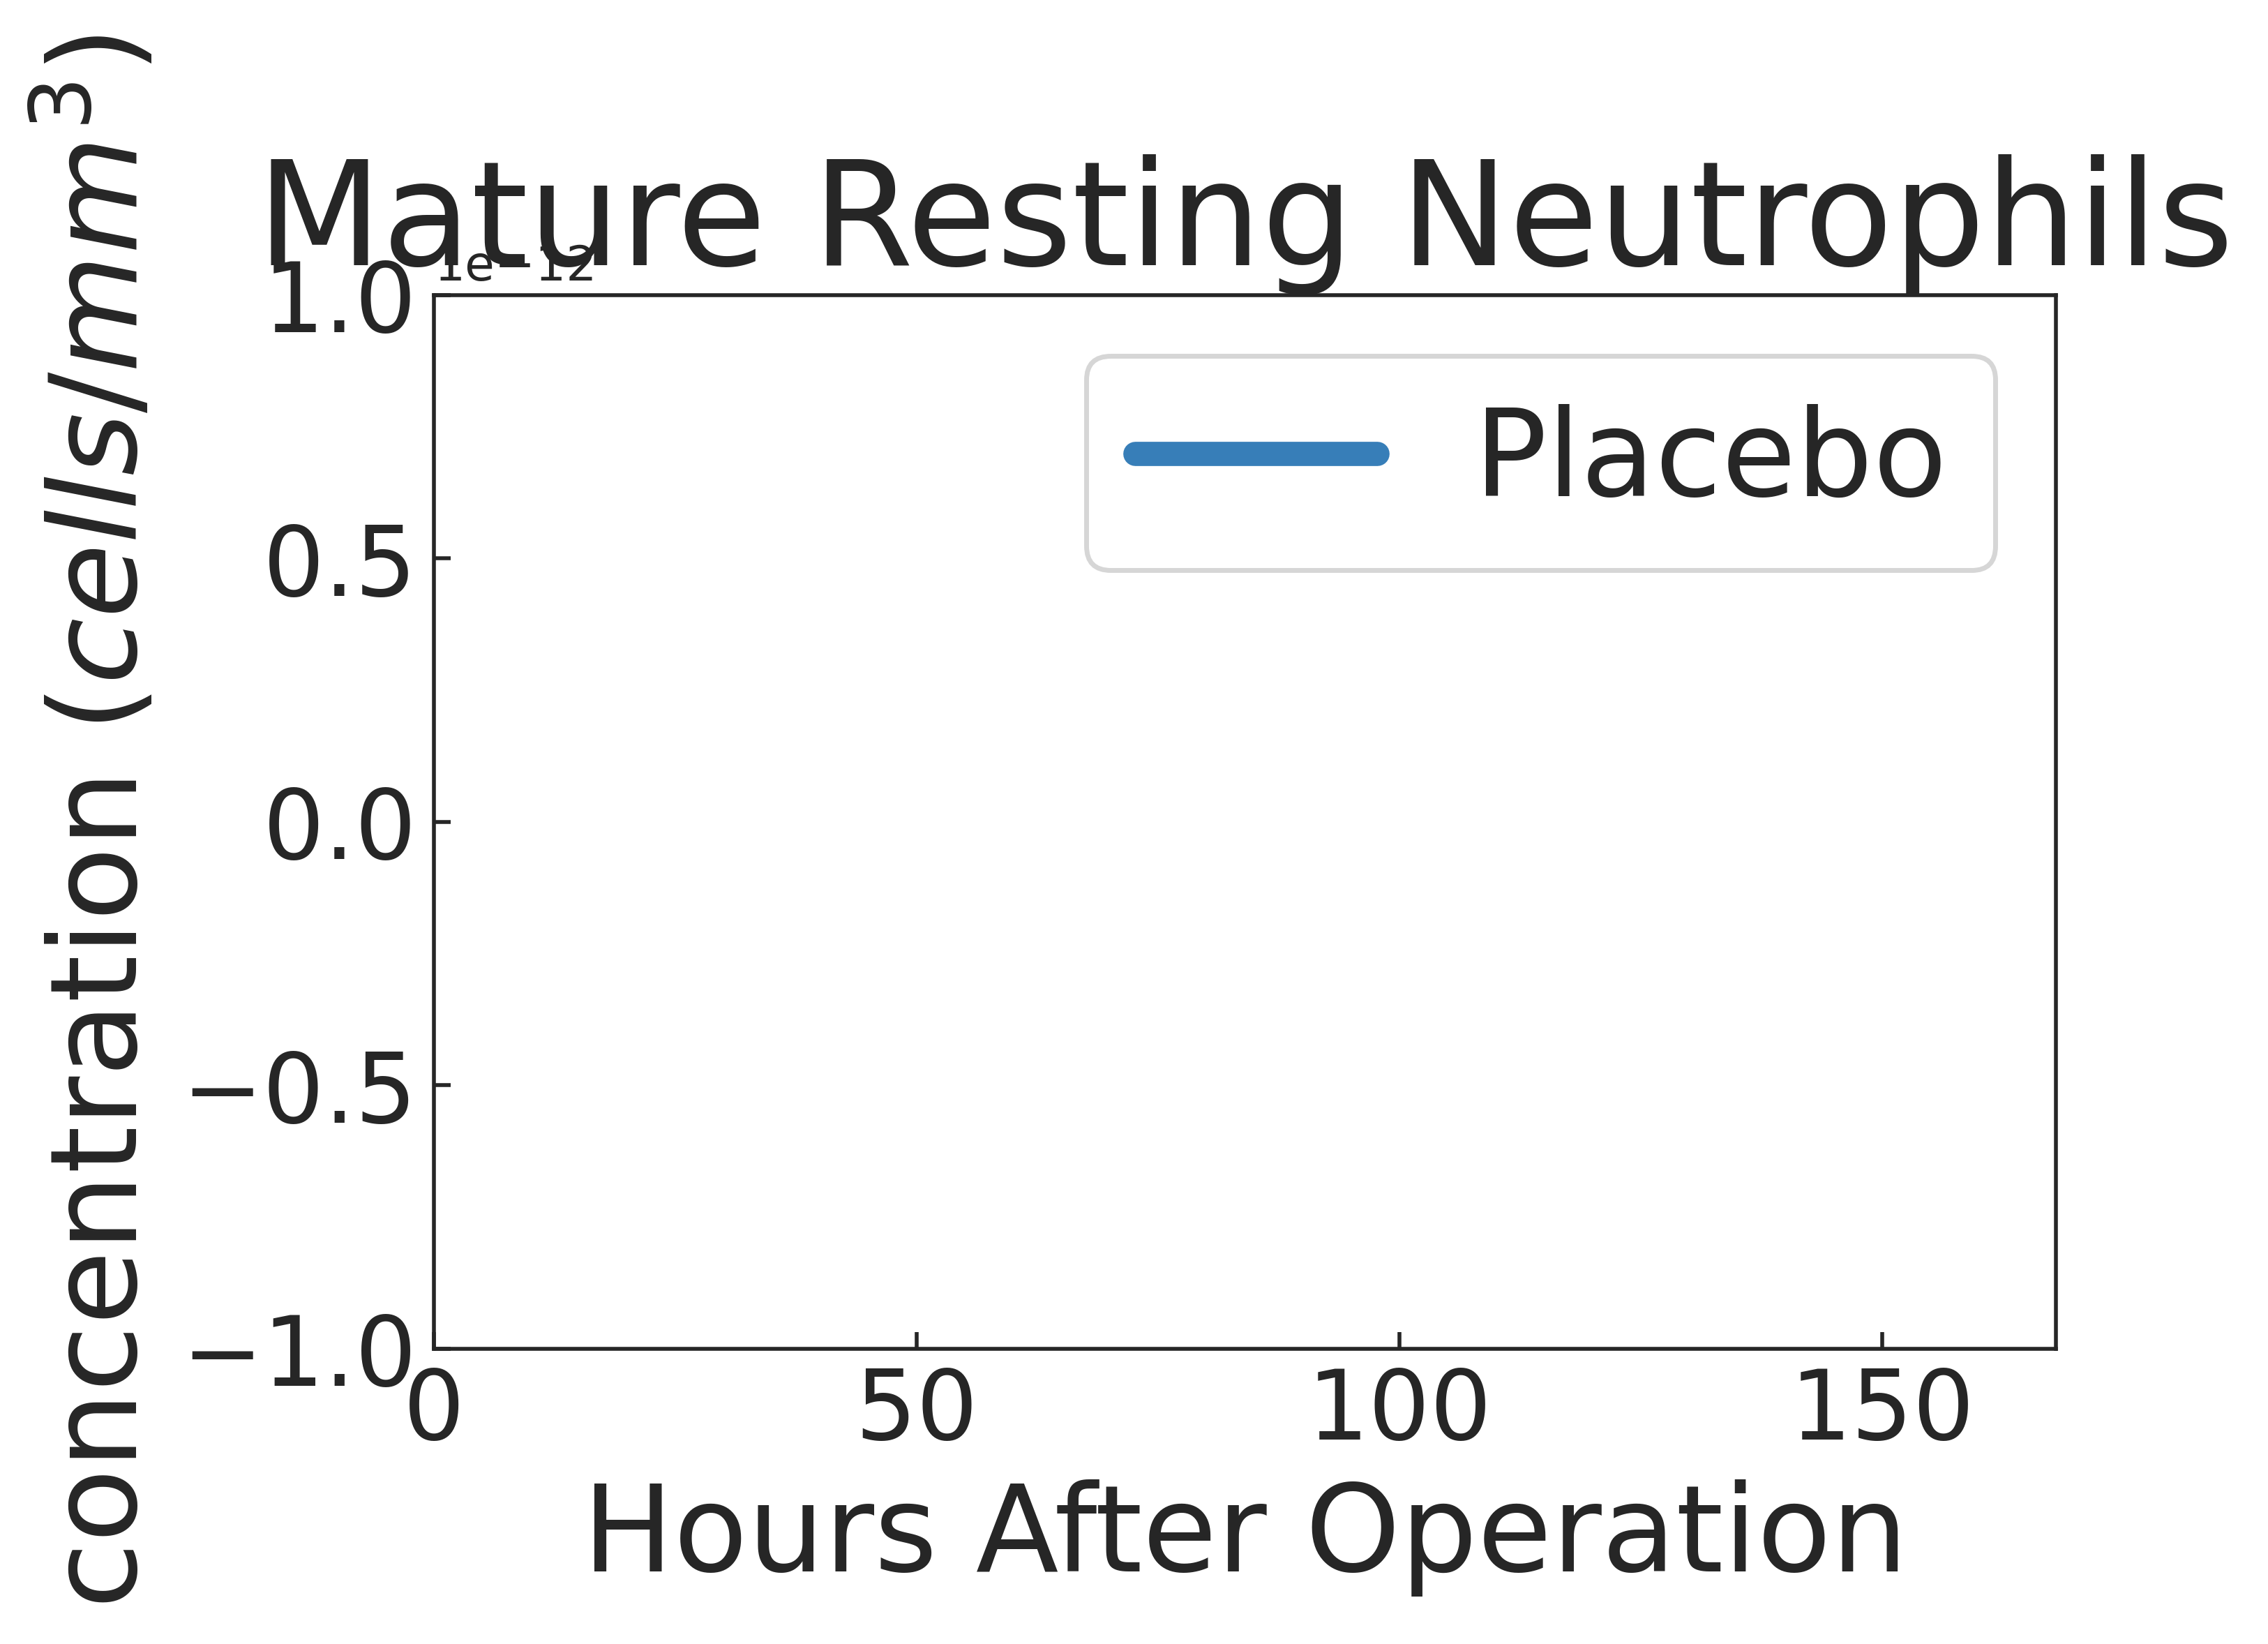 Mature Resting Neutrophils
1e−12
concentration (cells/mm³)
1.0
0.5
0.0
−0.5
−1.0
Placebo
0 50 100 150
Hours After Operation